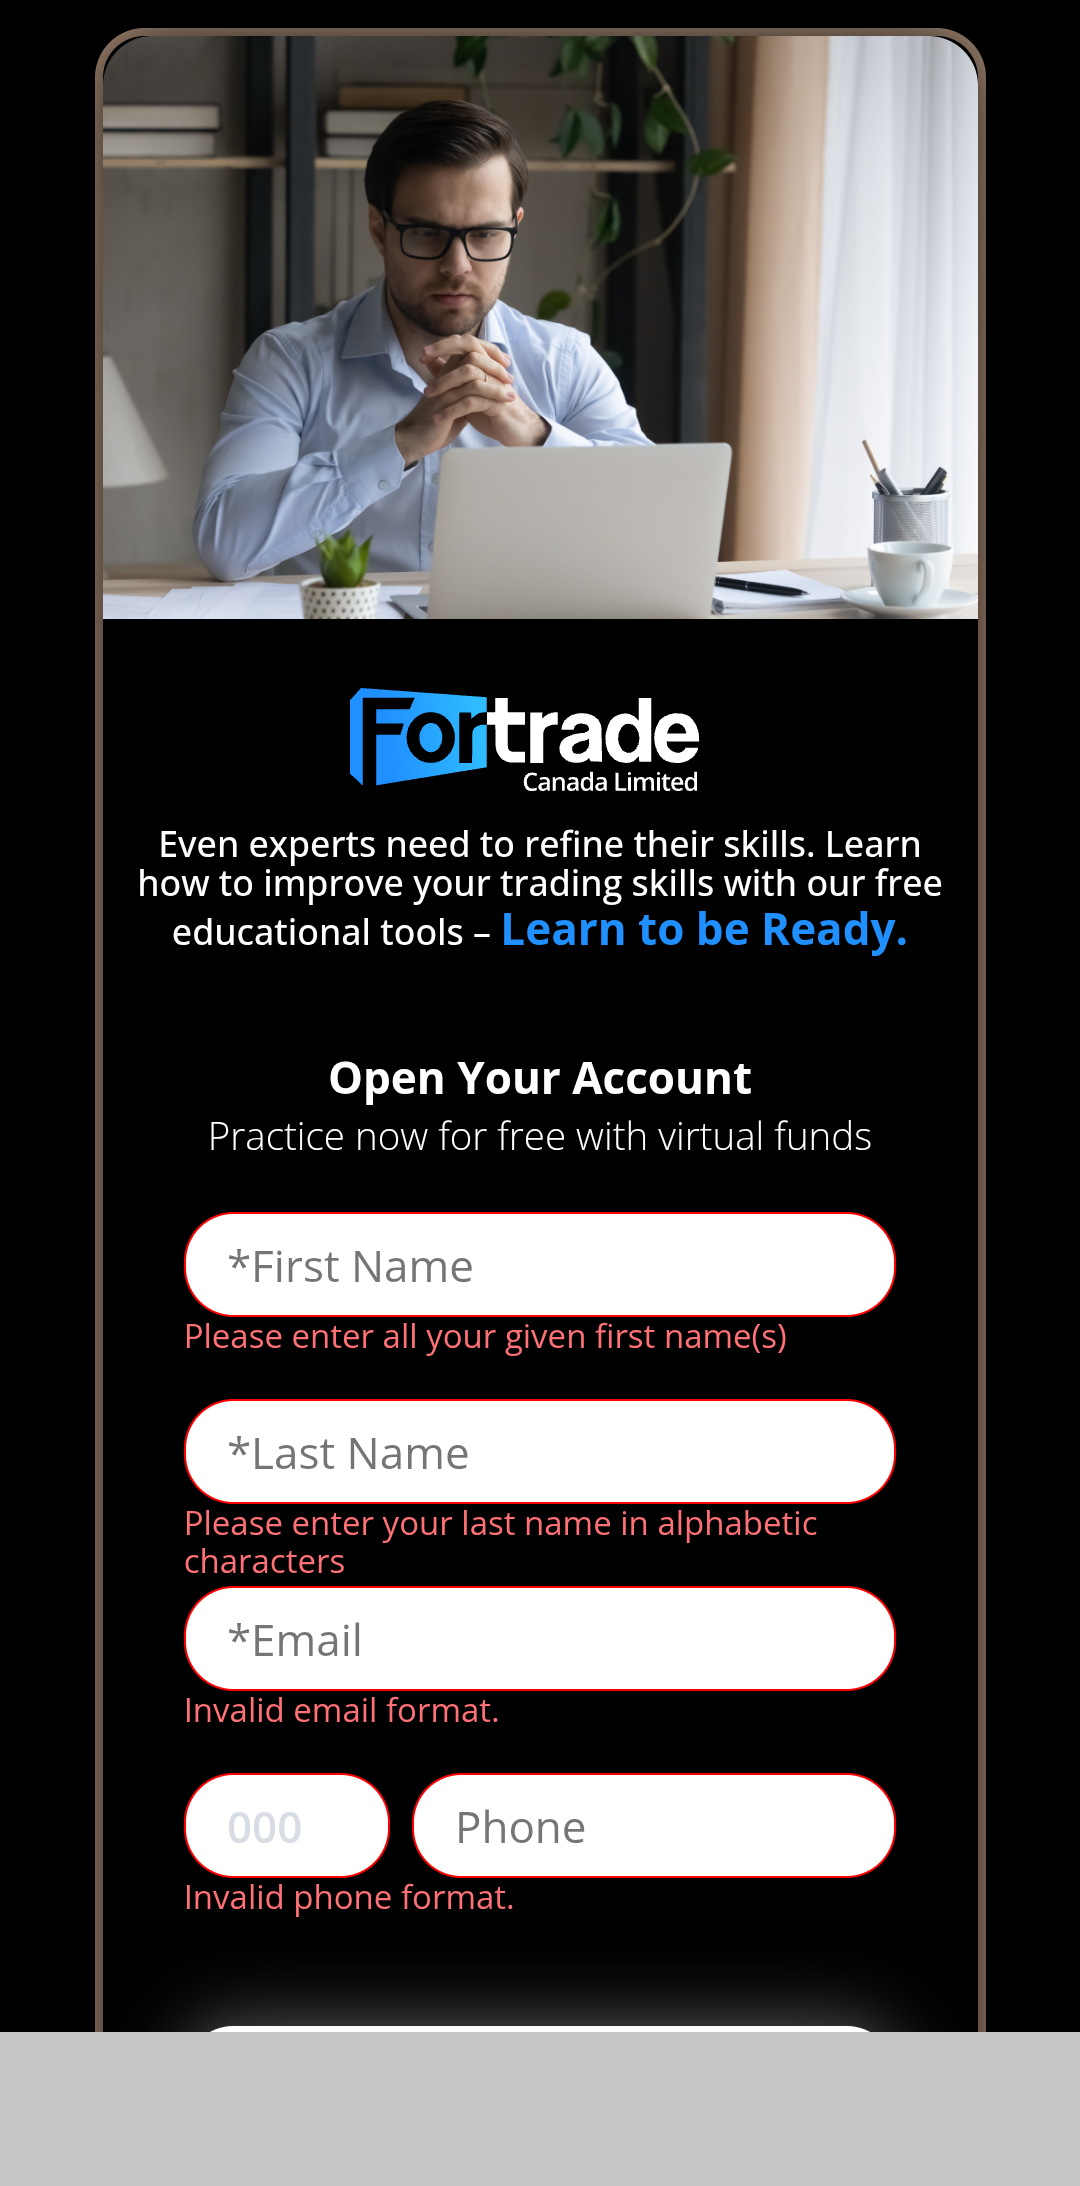 Fortrade
Canada Limited
Even experts need to refine their skills. Learn
how to improve your trading skills with our free
educational tools – Learn to be Ready.
Open Your Account
Practice now for free with virtual funds
*First Name
Please enter all your given first name(s)
*Last Name
Please enter your last name in alphabetic
characters
*Email
Invalid email format.
000 Phone
Invalid phone format.